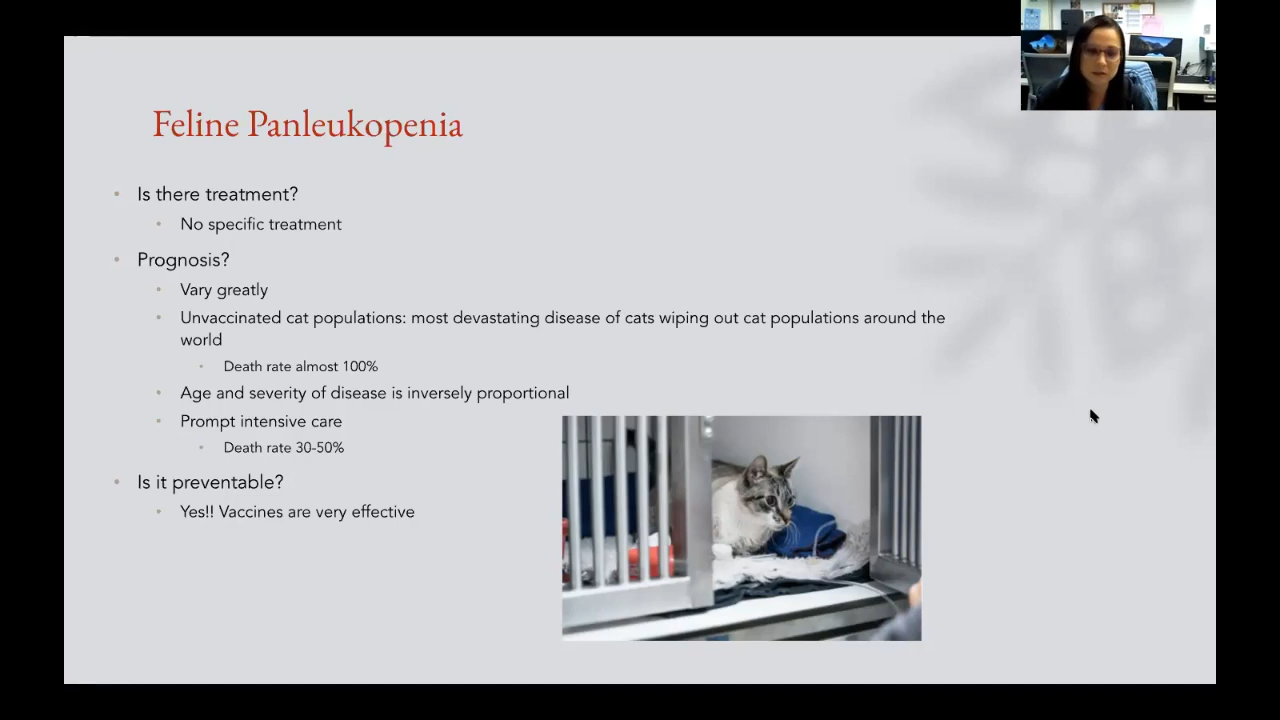 Feline Panleukopenia
Is there treatment?
No specific treatment
Prognosis?
Vary greatly
Unvaccinated cat populations: most devastating disease of cats wiping out cat populations around the
world
Death rate almost 100%
Age and severity of disease is inversely proportional
Prompt intensive care
Death rate 30-50%
Is it preventable?
Yes!! Vaccines are very effective